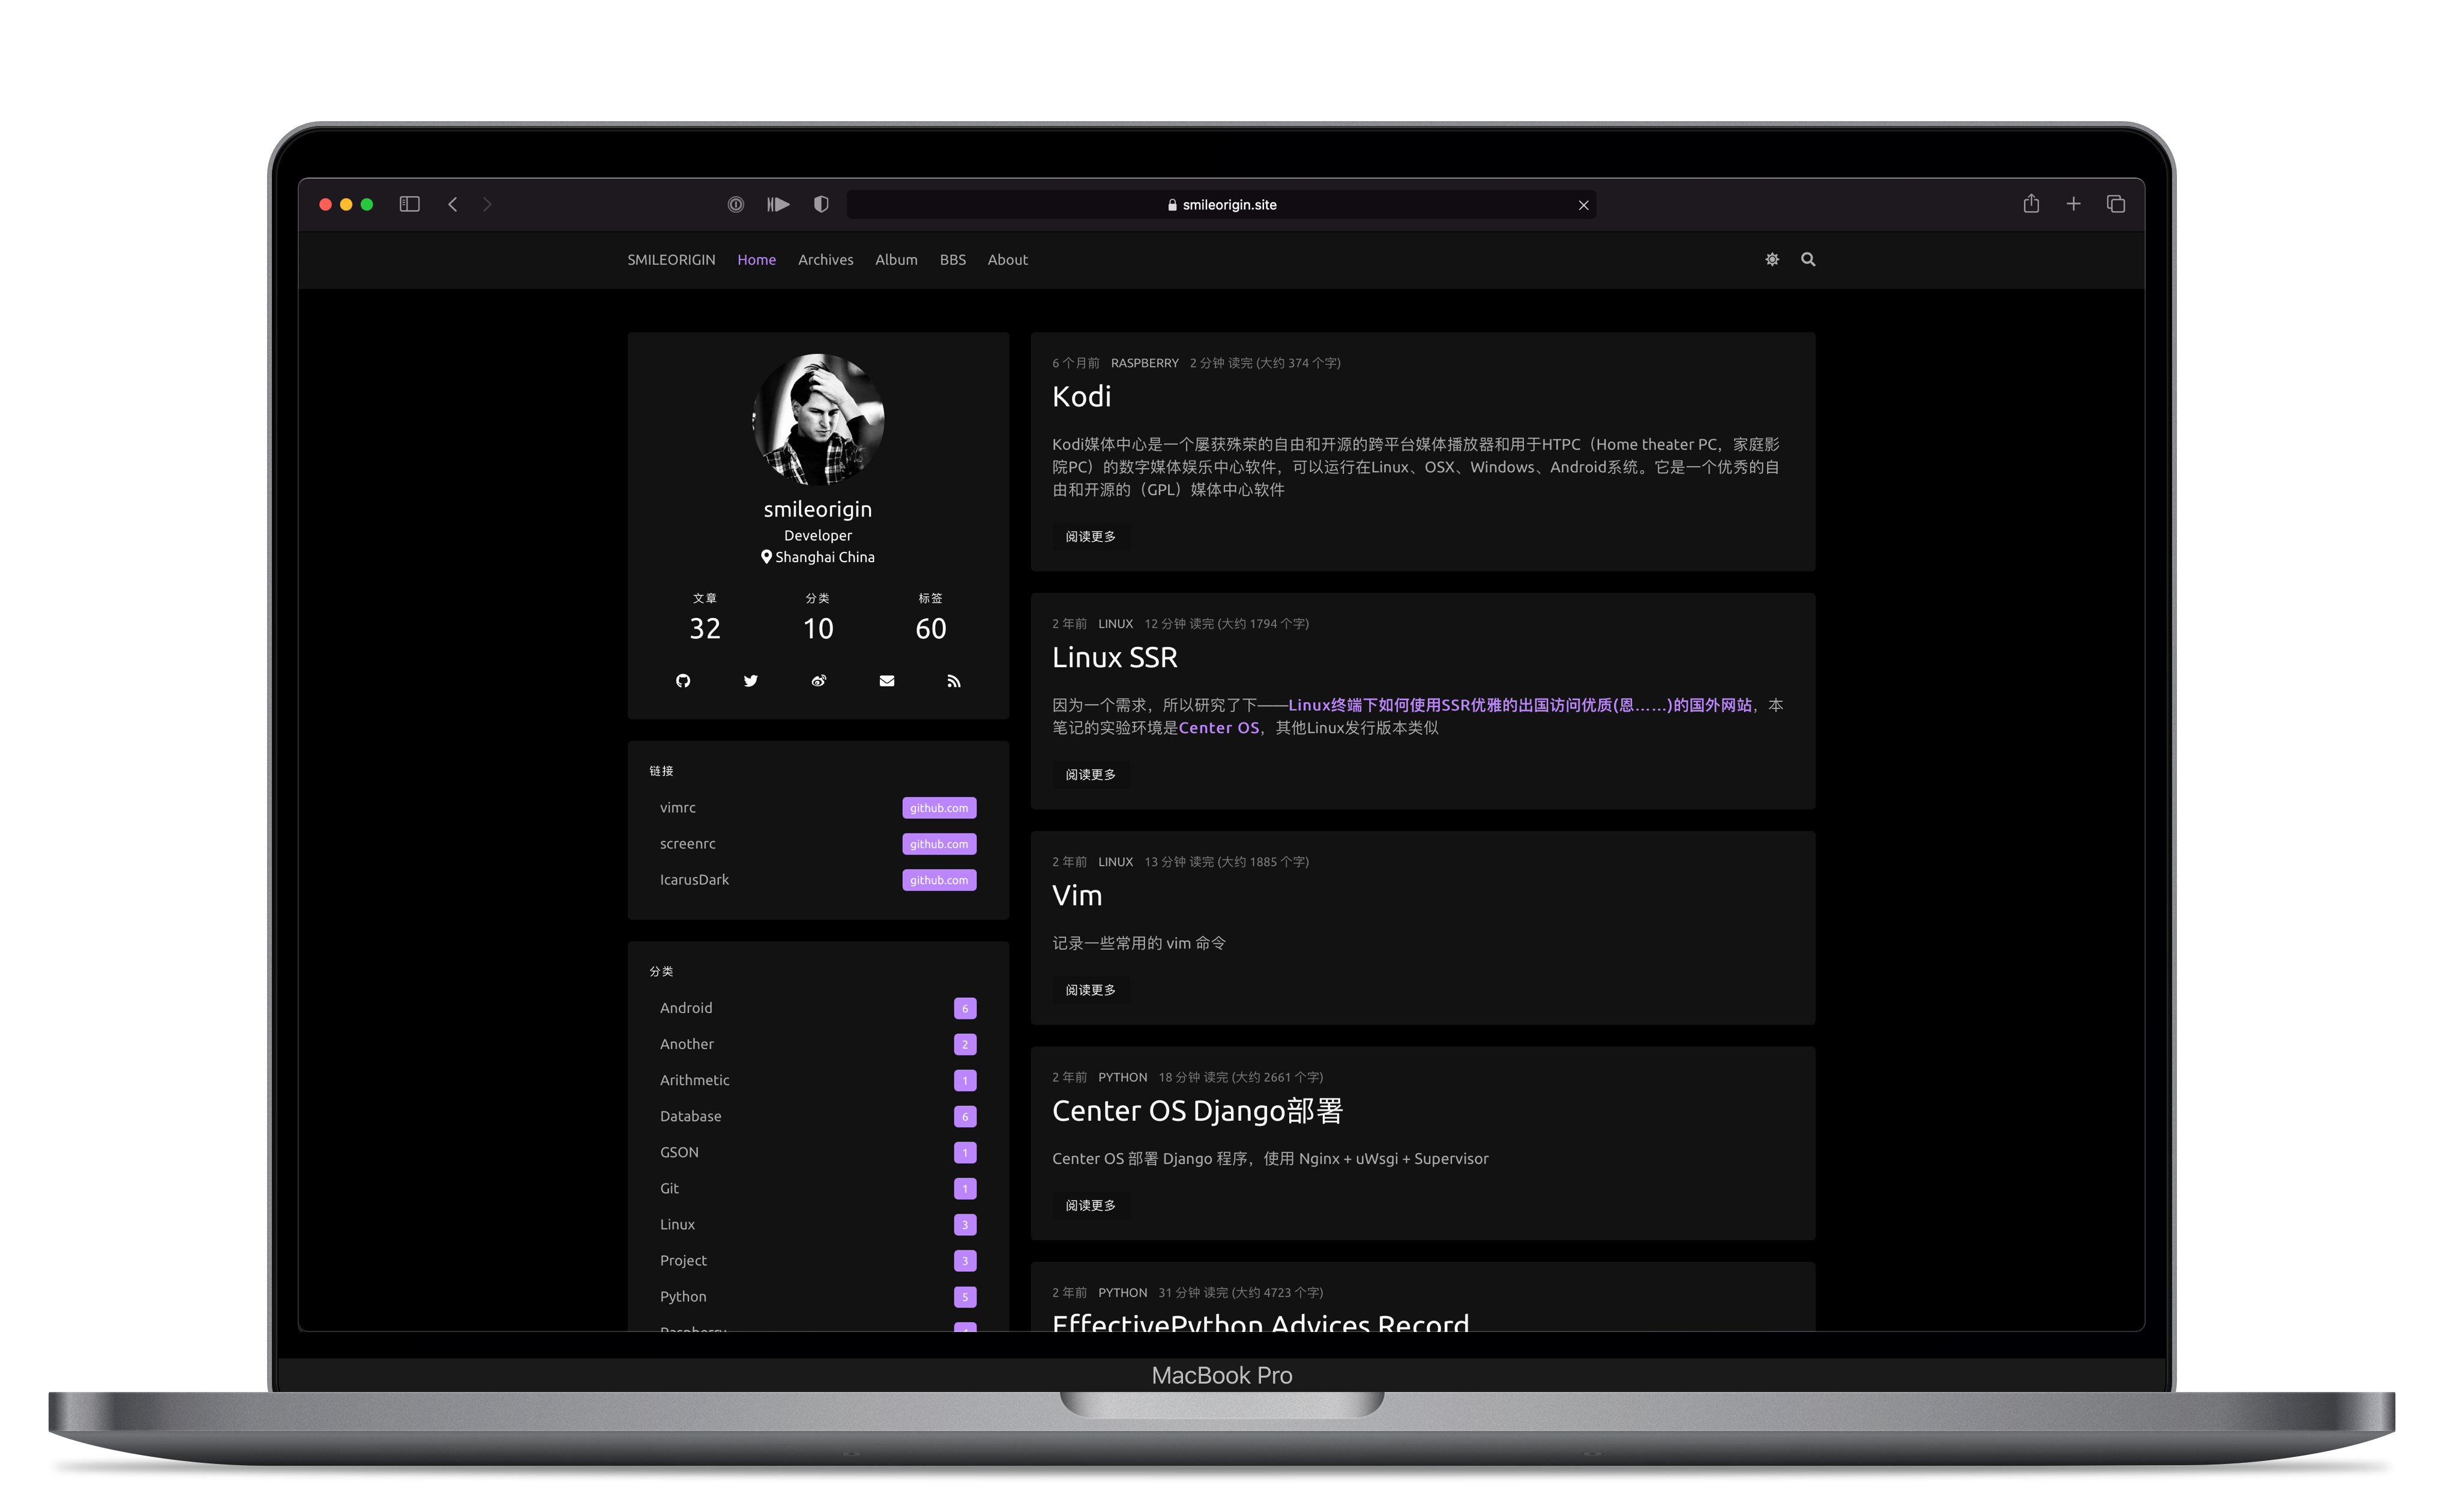 smileorigin.site
SMILEORIGIN Home Archives Album BBS About
smileorigin
Developer
Shanghai China
文章 分类 标签
32 10 60
链接
vimrc github.com
screenrc github.com
IcarusDark github.com
分类
Android 6
Another 2
Arithmetic 1
Database 6
GSON 1
Git 1
Linux 3
Project 3
Python 5
6 个月前 RASPBERRY 2 分钟 读完 (大约 374 个字)
Kodi
Kodi媒体中心是一个屡获殊荣的自由和开源的跨平台媒体播放器和用于HTPC（Home theater PC，家庭影
院PC）的数字媒体娱乐中心软件，可以运行在Linux、OSX、Windows、Android系统。它是一个优秀的自
由和开源的（GPL）媒体中心软件
阅读更多
2 年前 LINUX 12 分钟 读完 (大约 1794 个字)
Linux SSR
因为一个需求，所以研究了下——Linux终端下如何使用SSR优雅的出国访问优质(恩……)的国外网站，本
笔记的实验环境是Center OS，其他Linux发行版本类似
阅读更多
2 年前 LINUX 13 分钟 读完 (大约 1885 个字)
Vim
记录一些常用的 vim 命令
阅读更多
2 年前 PYTHON 18 分钟 读完 (大约 2661 个字)
Center OS Django部署
Center OS 部署 Django 程序，使用 Nginx + uWsgi + Supervisor
阅读更多
2 年前 PYTHON 31 分钟 读完 (大约 4723 个字)
EffectivePython Advices Record
MacBook Pro